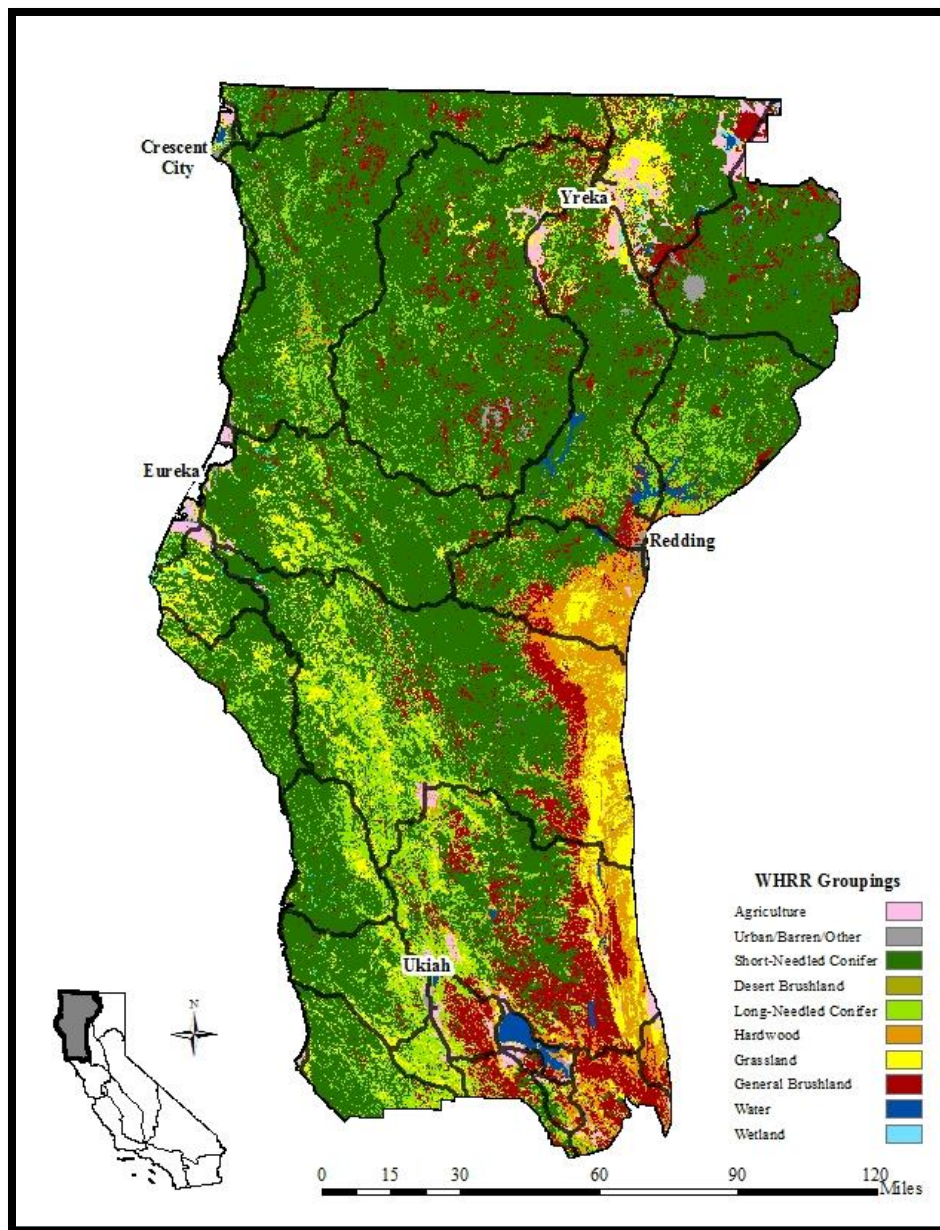 Crescent
City
Yreka
Eureka
Redding
Ukiah
WHRR Groupings
Agriculture
Urban/Barren/Other
Short-Needled Conifer
Desert Brushland
Long-Needled Conifer
Hardwood
Grassland
General Brushland
Water
Wetland
N
0 15 30 60 90 120
Miles